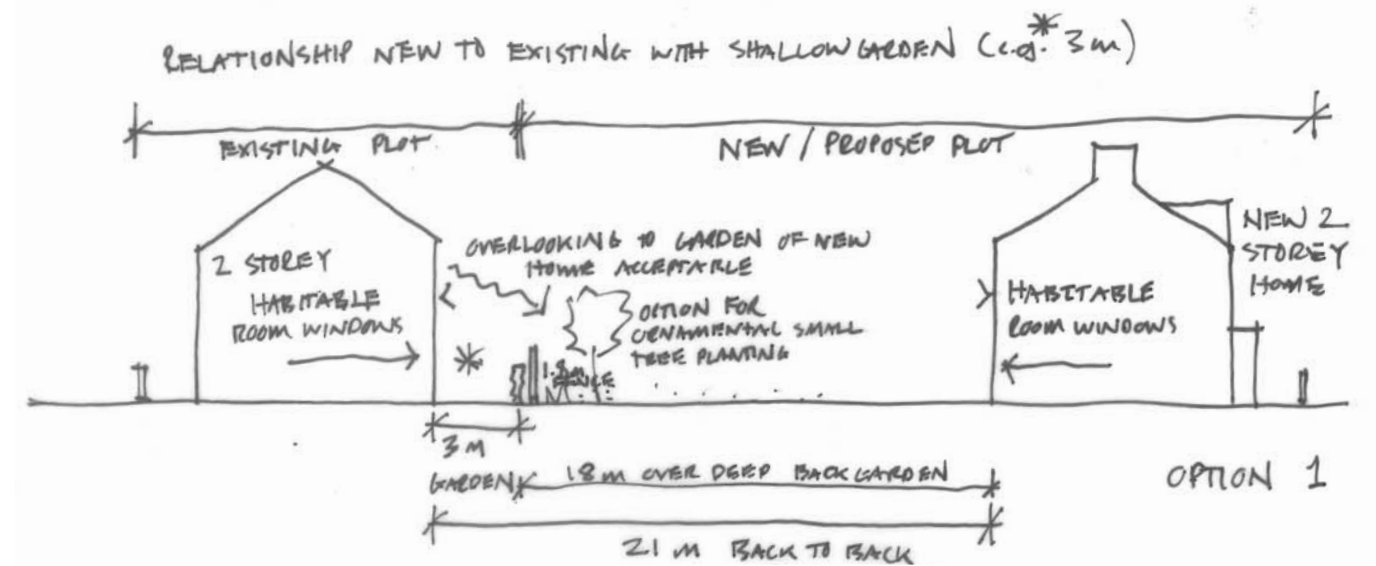 RELATIONSHIP NEW TO EXISTING WITH SHALLOW GARDEN (e.g.* 3m)
EXISTING PLOT
NEW / PROPOSED PLOT
2 STOREY
HABITABLE
ROOM WINDOWS
OVERLOOKING TO GARDEN OF NEW
HOME ACCEPTABLE
OPTION FOR
ORNAMENTAL SMALL
TREE PLANTING
*
1.8m
FENCE
HABITABLE
ROOM WINDOWS
NEW 2
STOREY
HOME
3M
GARDEN
18m OVER DEEP BACK GARDEN
21 M BACK TO BACK
OPTION 1